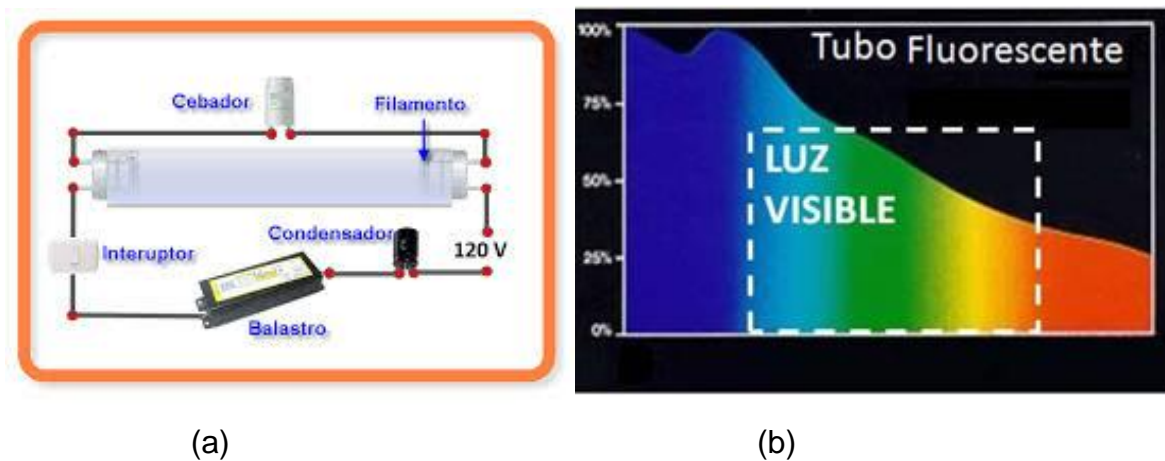 Cebador
Filamento
Interuptor
Condensador
120 V
Balastro
100%
75%
50%
25%
0%
Tubo Fluorescente
LUZ
VISIBLE
(a)
(b)